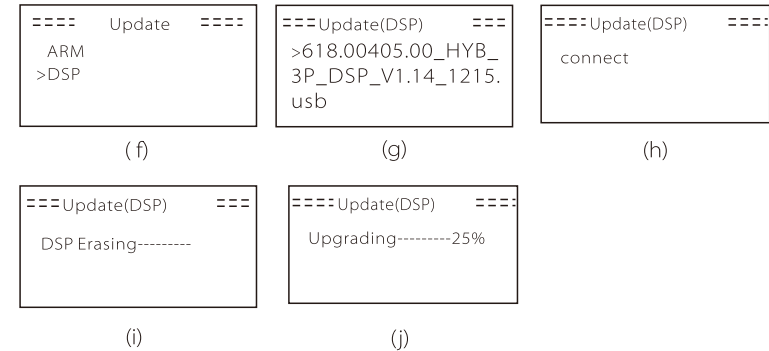 ==== Update ====
ARM
>DSP
(f)
===Update(DSP) ===
>618.00405.00_HYB_
3P_DSP_V1.14_1215.
usb
(g)
====Update(DSP) ====
connect
(h)
===Update(DSP) ===
DSP Erasing---------
(i)
====Update(DSP) ====
Upgrading---------25%
(j)